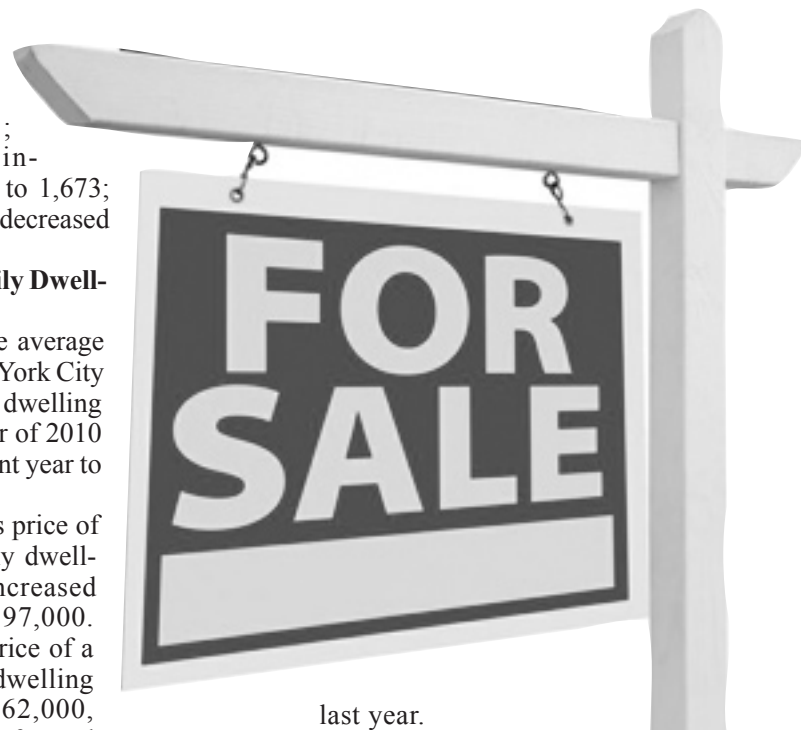 ;
in-
to 1,673;
decreased
ily Dwell-
e average
York City
dwelling
r of 2010
nt year to
s price of
y dwell-
ncreased
97,000.
rice of a
dwelling
62,000,
FOR
SALE
last year.